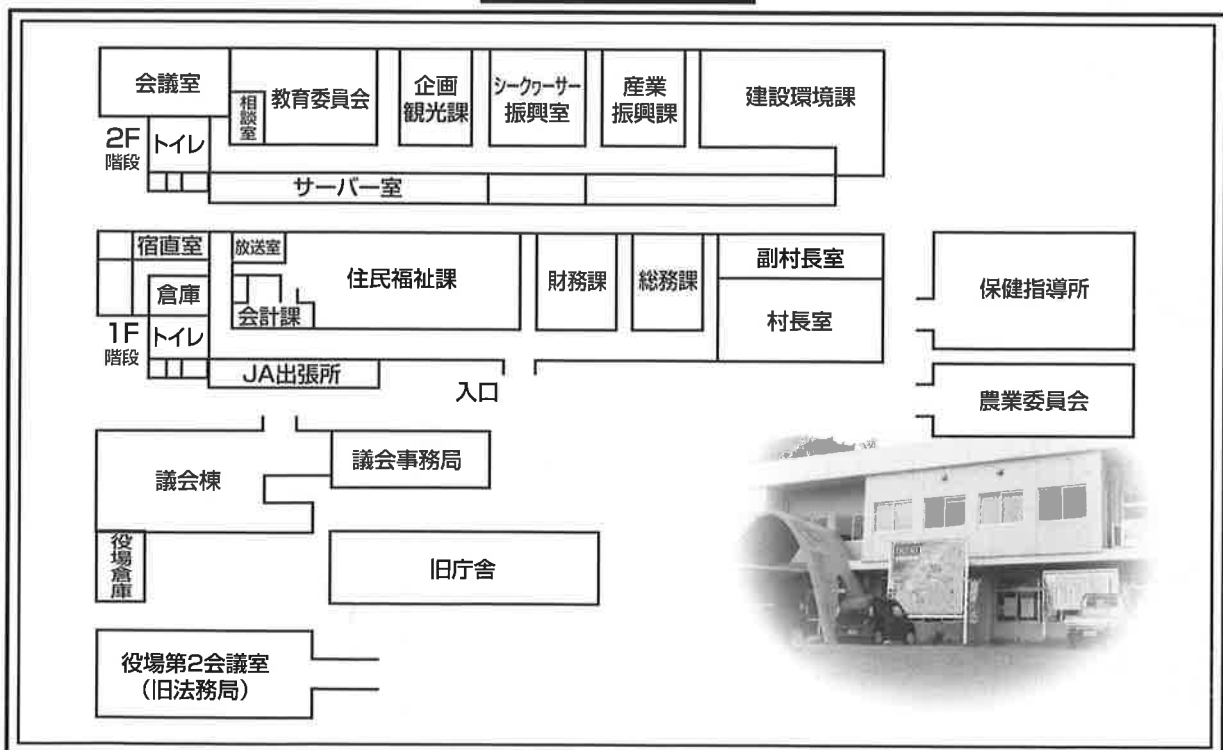 会議室
相談室
教育委員会
企画
観光課
シークヮーサー
振興室
産業
振興課
建設環境課
2F
階段
トイレ
サーバー室
宿直室
放送室
住民福祉課
財務課
総務課
副村長室
村長室
倉庫
会計課
1F
階段
トイレ
JA出張所
入口
保健指導所
農業委員会
議会棟
議会事務局
役場倉庫
旧庁舎
役場第2会議室
（旧法務局）